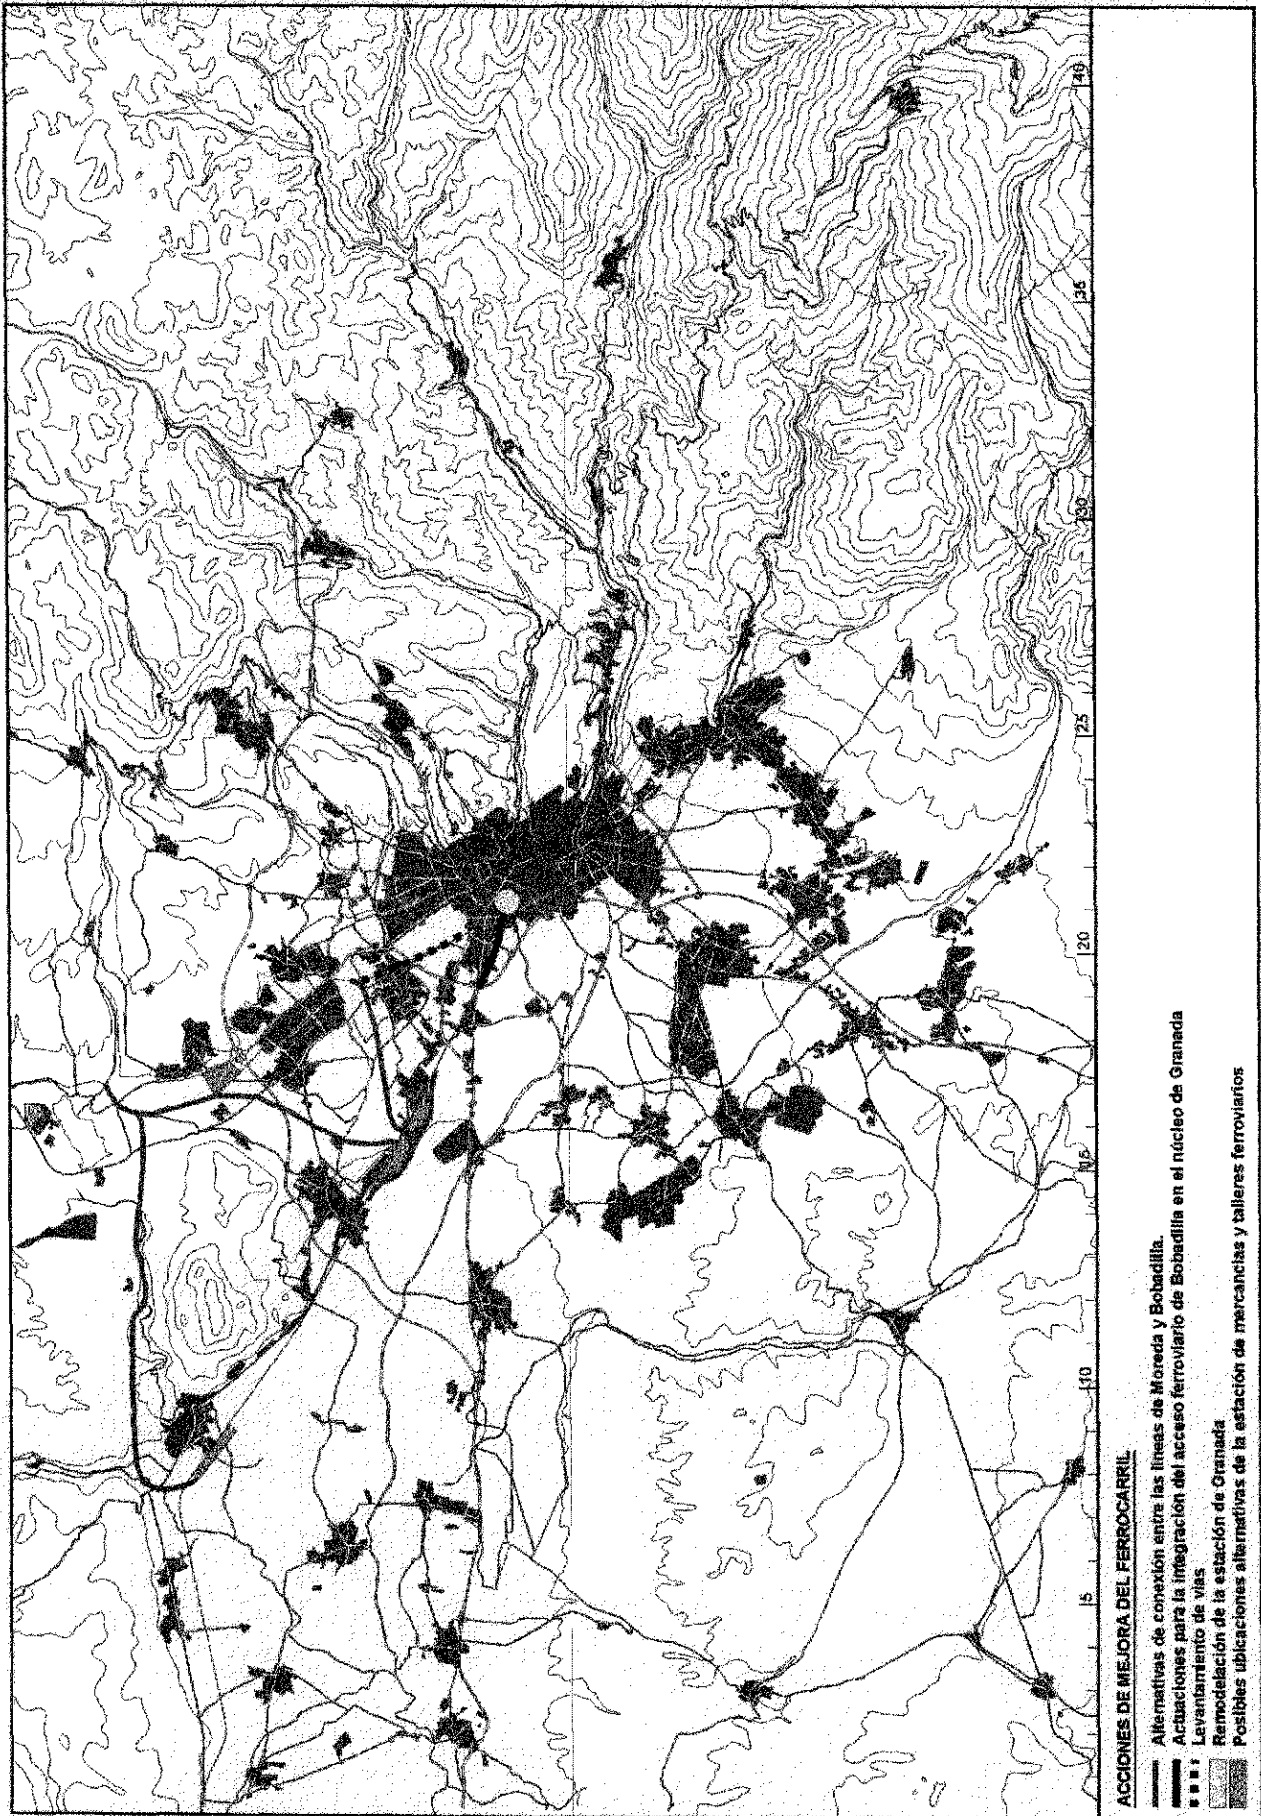 ACCIONES DE MEJORA DEL FERROCARRIL
Alternativas de conexión entre las líneas de Moreda y Bobadilla.
Actuaciones para la integración del acceso ferroviario de Bobadilla en el núcleo de Granada
Levantamiento de vías
Remodelación de la estación de Granada
Posibles ubicaciones alternativas de la estación de mercancías y talleres ferroviarios
5
10
15
20
25
30
35
40